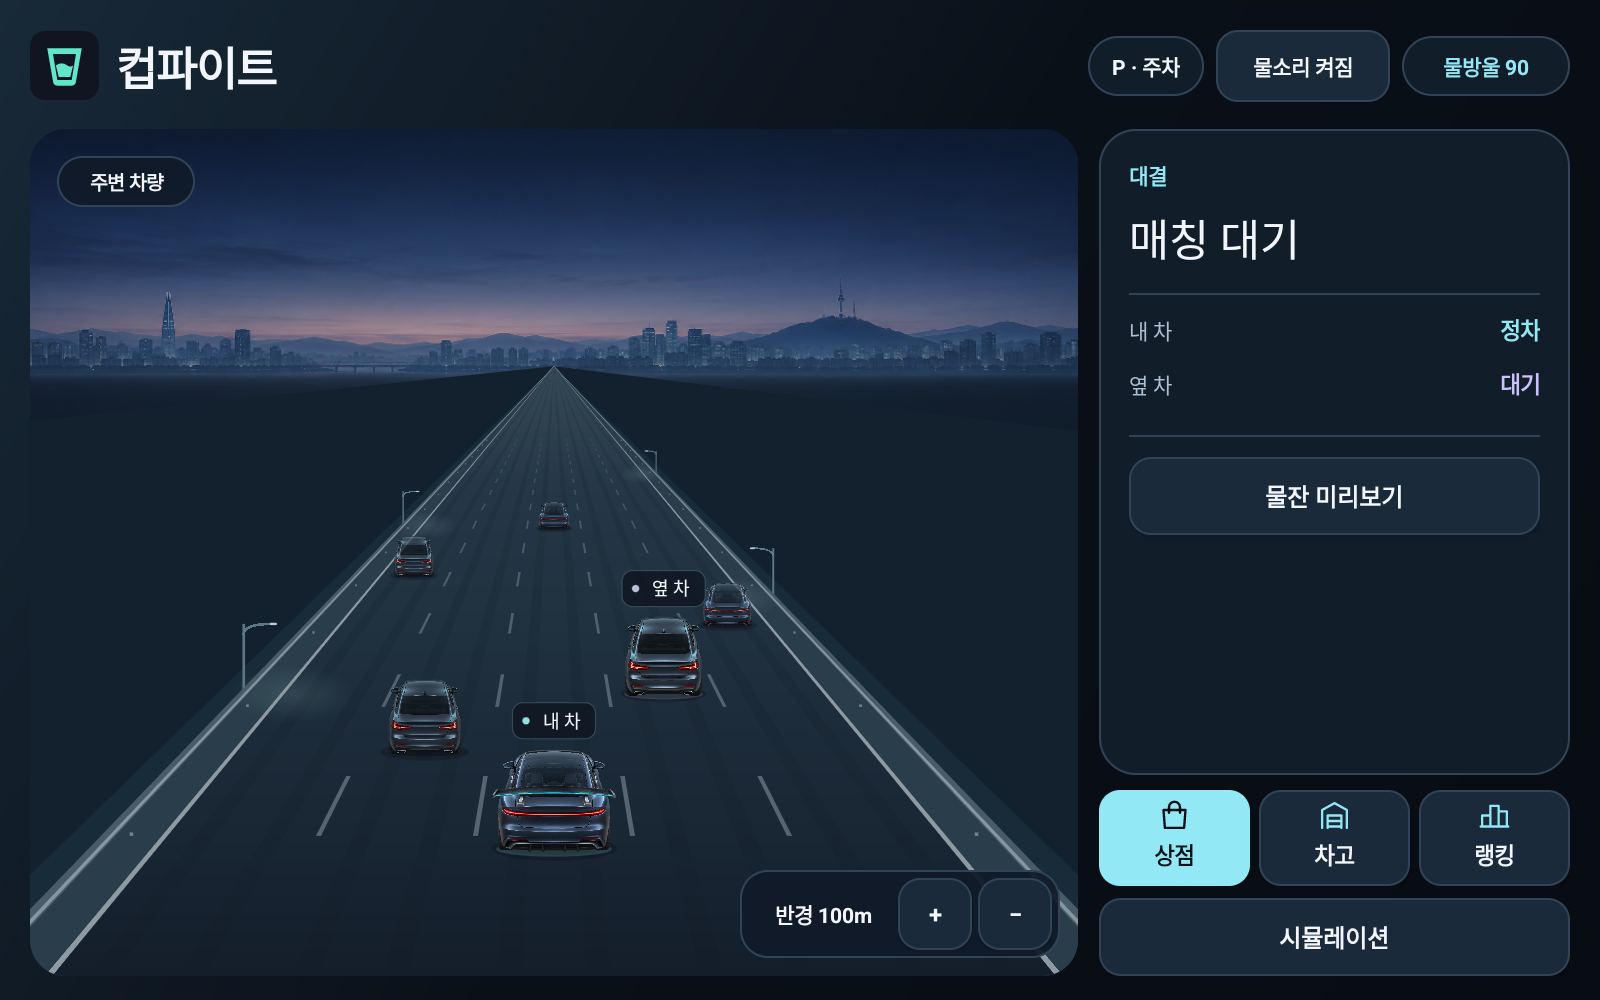 컵파이트
P · 주차
물소리 켜짐
물방울 90
주변 차량
옆 차
내 차
반경 100m
+
−
대결
매칭 대기
내 차
정차
옆 차
대기
물잔 미리보기
상점
차고
랭킹
시뮬레이션